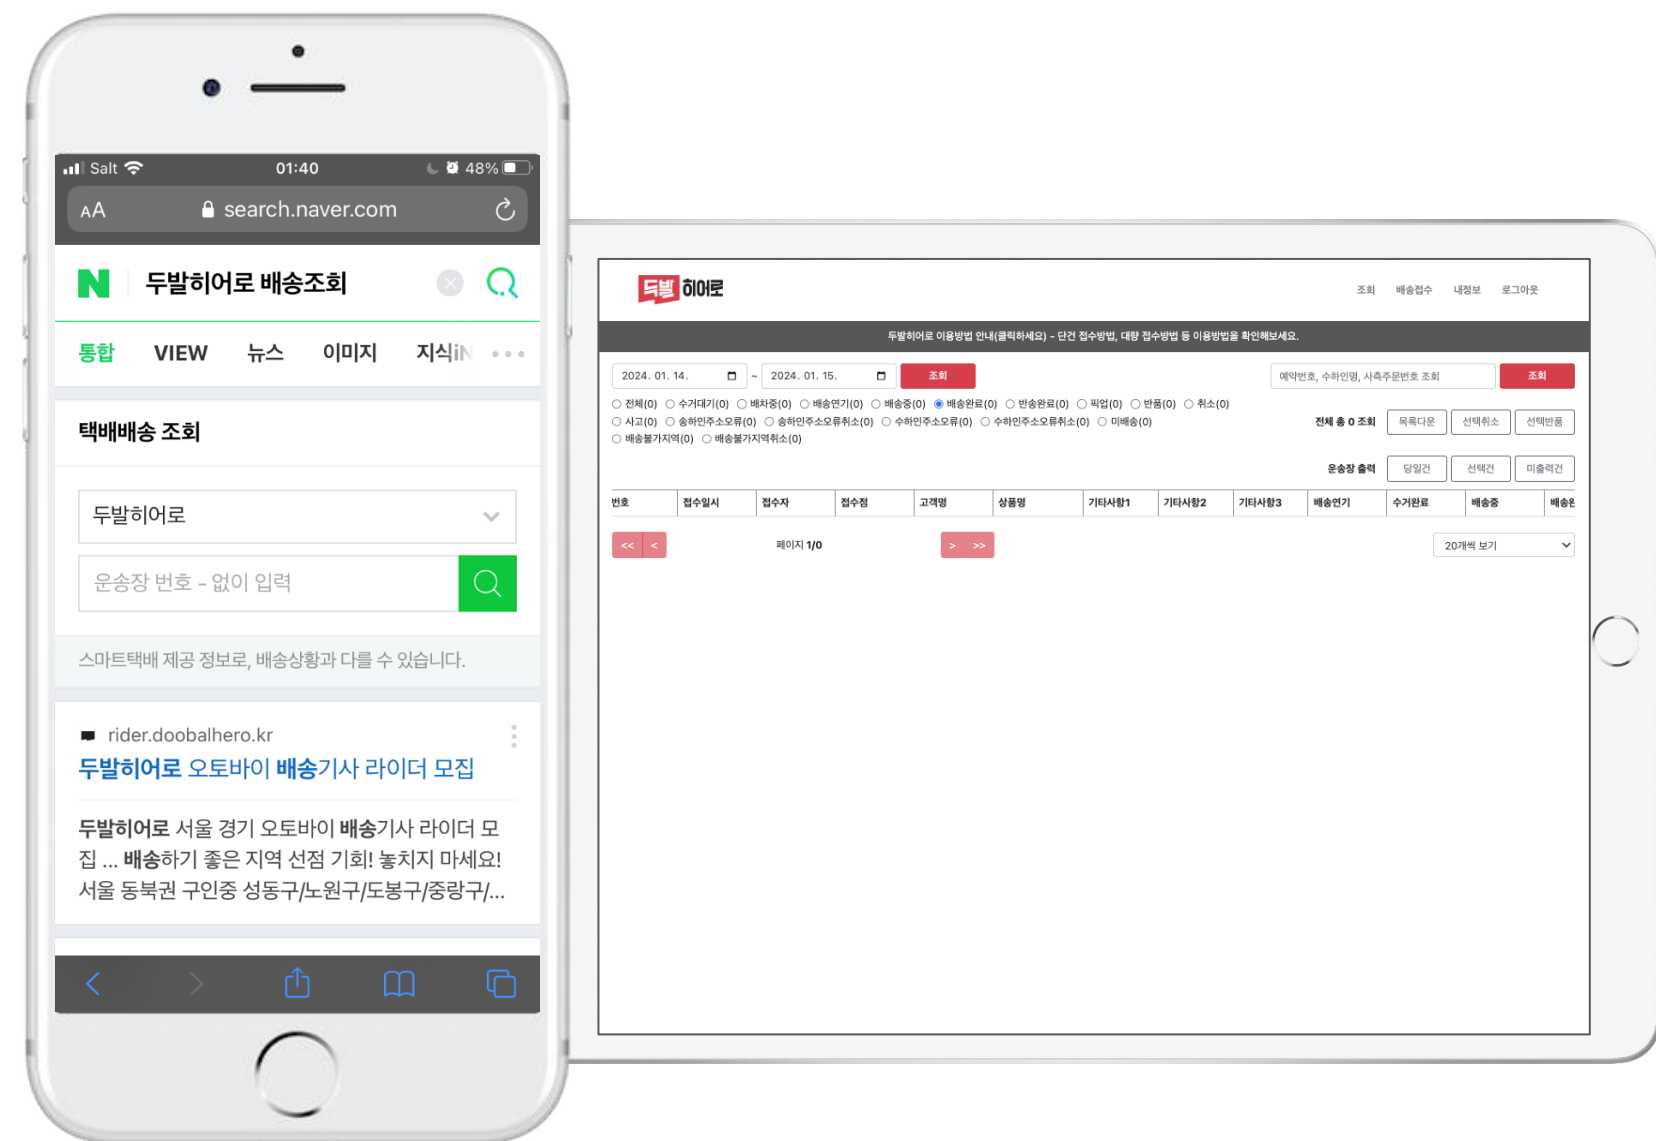 Salt 01:40 48%
AA search.naver.com
N 두발히어로 배송조회
통합 VIEW 뉴스 이미지 지식iN
택배배송 조회
두발히어로
운송장 번호 - 없이 입력
스마트택배 제공 정보로, 배송상황과 다를 수 있습니다.
rider.doobalhero.kr
두발히어로 오토바이 배송기사 라이더 모집
두발히어로 서울 경기 오토바이 배송기사 라이더 모
집 ... 배송하기 좋은 지역 선점 기회! 놓치지 마세요!
서울 동북권 구인중 성동구/노원구/도봉구/중랑구/...
두발 히어로
조회 배송접수 내정보 로그아웃
두발히어로 이용방법 안내(클릭하세요) - 단건 접수방법, 대량 접수방법 등 이용방법을 확인해보세요.
2024. 01. 14. ~ 2024. 01. 15. 조회 예약번호, 수하인명, 사측주문번호 조회 조회
전체(0) 수거대기(0) 배차중(0) 배송연기(0) 배송중(0) 배송완료(0) 반송완료(0) 픽업(0) 반품(0) 취소(0)
사고(0) 송하인주소오류(0) 송하인주소오류취소(0) 수하인주소오류(0) 수하인주소오류취소(0) 미배송(0)
배송불가지역(0) 배송불가지역취소(0)
전체 총 0 조회 목록다운 선택취소 선택반품
운송장 출력 당일건 선택건 미출력건
번호 접수일시 접수자 접수점 고객명 상품명 기타사항1 기타사항2 기타사항3 배송연기 수거완료 배송중 배송완
<< < 페이지 1/0 > >> 20개씩 보기